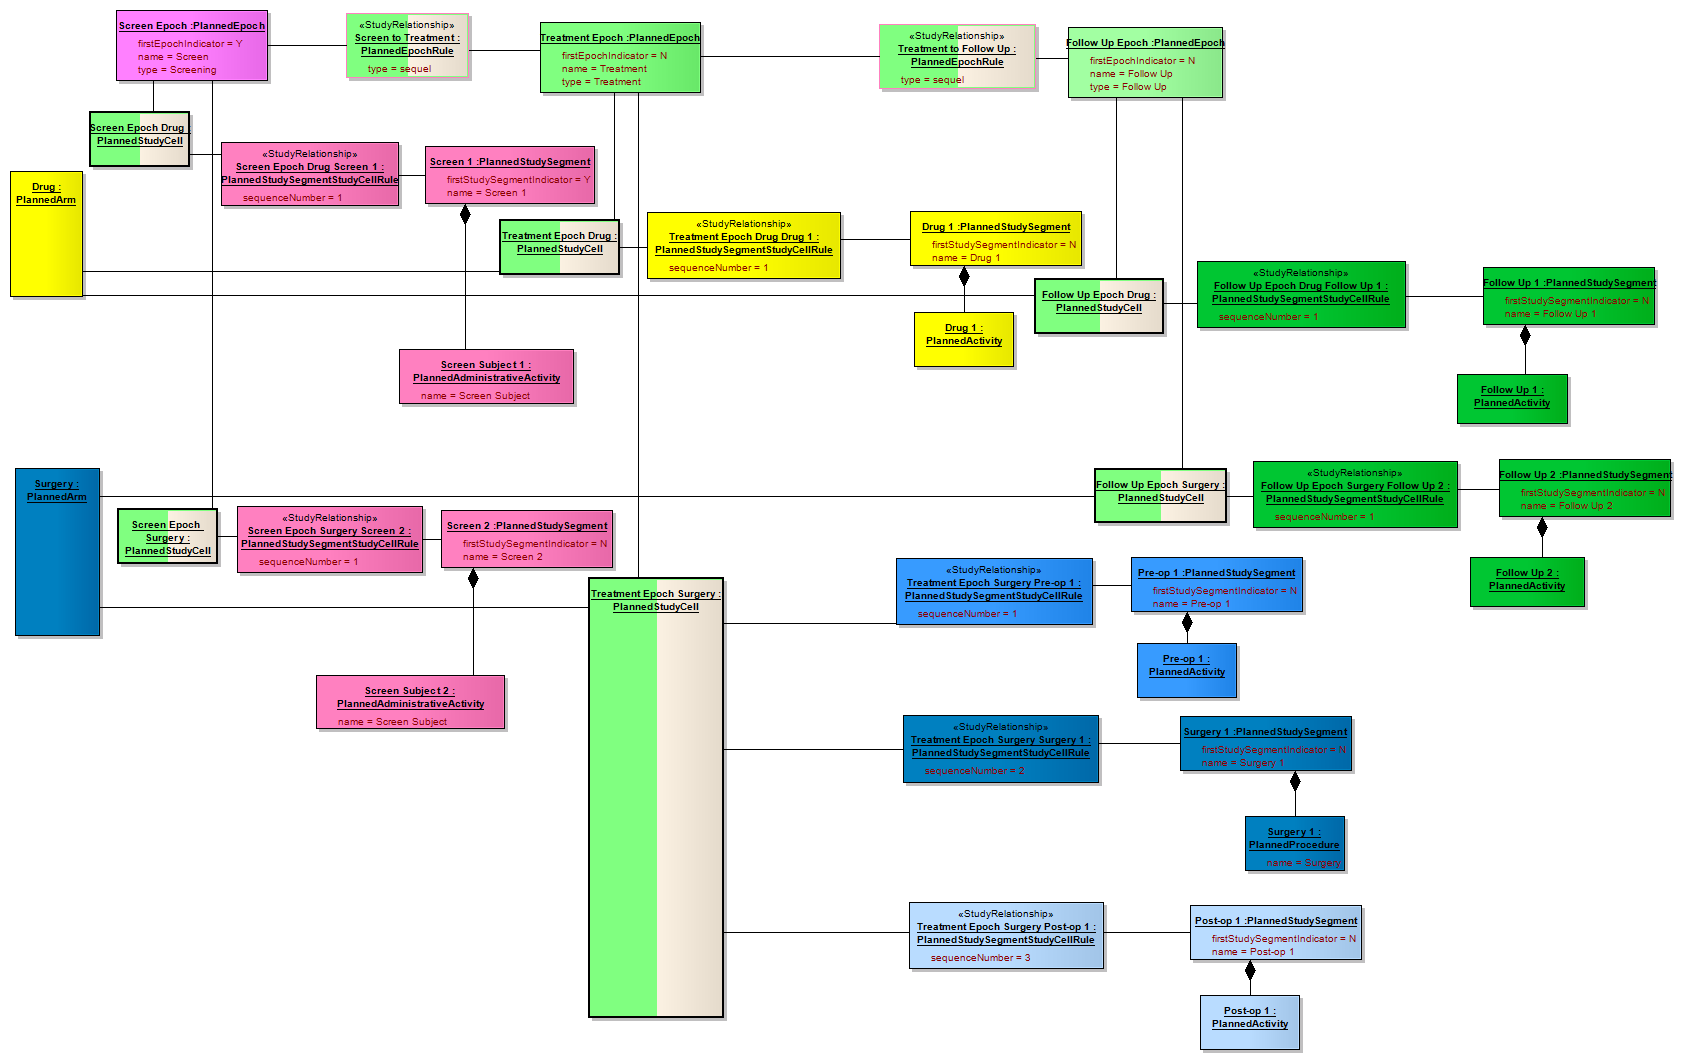 Screen Epoch :PlannedEpoch
firstEpochIndicator = Y
name = Screen
type = Screening
«StudyRelationship»
Screen to Treatment :
PlannedEpochRule
type = sequel
Treatment Epoch :PlannedEpoch
firstEpochIndicator = N
name = Treatment
type = Treatment
«StudyRelationship»
Treatment to Follow Up :
PlannedEpochRule
type = sequel
Follow Up Epoch :PlannedEpoch
firstEpochIndicator = N
name = Follow Up
type = Follow Up
Screen Epoch Drug :
PlannedStudyCell
«StudyRelationship»
Screen Epoch Drug Screen 1 :
PlannedStudySegmentStudyCellRule
sequenceNumber = 1
Screen 1 :PlannedStudySegment
firstStudySegmentIndicator = Y
name = Screen 1
Drug :
PlannedArm
Treatment Epoch Drug :
PlannedStudyCell
«StudyRelationship»
Treatment Epoch Drug Drug 1 :
PlannedStudySegmentStudyCellRule
sequenceNumber = 1
Drug 1 :PlannedStudySegment
firstStudySegmentIndicator = N
name = Drug 1
Follow Up Epoch Drug :
PlannedStudyCell
«StudyRelationship»
Follow Up Epoch Drug Follow Up 1 :
PlannedStudySegmentStudyCellRule
sequenceNumber = 1
Follow Up 1 :PlannedStudySegment
firstStudySegmentIndicator = N
name = Follow Up 1
Drug 1 :
PlannedActivity
Screen Subject 1 :
PlannedAdministrativeActivity
name = Screen Subject
Follow Up 1 :
PlannedActivity
Surgery :
PlannedArm
Follow Up Epoch Surgery :
PlannedStudyCell
«StudyRelationship»
Follow Up Epoch Surgery Follow Up 2 :
PlannedStudySegmentStudyCellRule
sequenceNumber = 1
Follow Up 2 :PlannedStudySegment
firstStudySegmentIndicator = N
name = Follow Up 2
Screen Epoch
Surgery :
PlannedStudyCell
«StudyRelationship»
Screen Epoch Surgery Screen 2 :
PlannedStudySegmentStudyCellRule
sequenceNumber = 1
Screen 2 :PlannedStudySegment
firstStudySegmentIndicator = N
name = Screen 2
Follow Up 2 :
PlannedActivity
Treatment Epoch Surgery :
PlannedStudyCell
«StudyRelationship»
Treatment Epoch Surgery Pre-op 1 :
PlannedStudySegmentStudyCellRule
sequenceNumber = 1
Pre-op 1 :PlannedStudySegment
firstStudySegmentIndicator = N
name = Pre-op 1
Pre-op 1 :
PlannedActivity
Screen Subject 2 :
PlannedAdministrativeActivity
name = Screen Subject
«StudyRelationship»
Treatment Epoch Surgery Surgery 1 :
PlannedStudySegmentStudyCellRule
sequenceNumber = 2
Surgery 1 :PlannedStudySegment
firstStudySegmentIndicator = N
name = Surgery 1
Surgery 1 :
PlannedProcedure
name = Surgery
«StudyRelationship»
Treatment Epoch Surgery Post-op 1 :
PlannedStudySegmentStudyCellRule
sequenceNumber = 3
Post-op 1 :PlannedStudySegment
firstStudySegmentIndicator = N
name = Post-op 1
Post-op 1 :
PlannedActivity